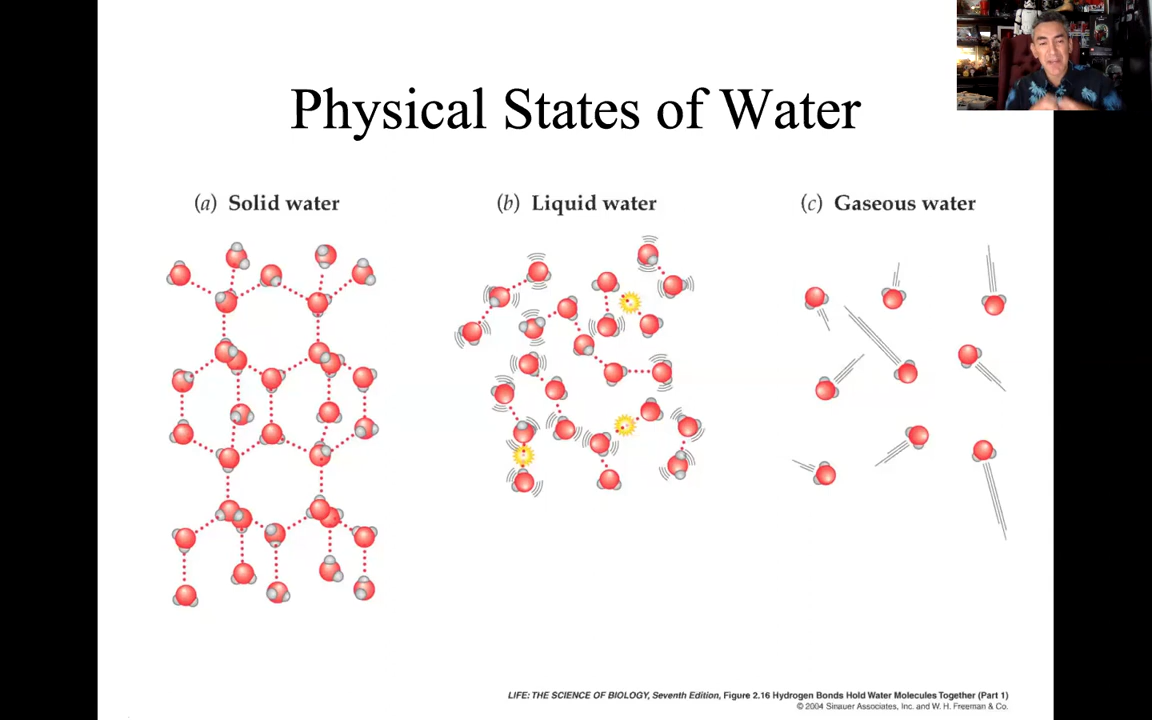 Physical States of Water
(a) Solid water
(b) Liquid water
(c) Gaseous water
LIFE: THE SCIENCE OF BIOLOGY, Seventh Edition, Figure 2.16 Hydrogen Bonds Hold Water Molecules Together (Part 1)
© 2004 Sinauer Associates, Inc. and W. H. Freeman & Co.